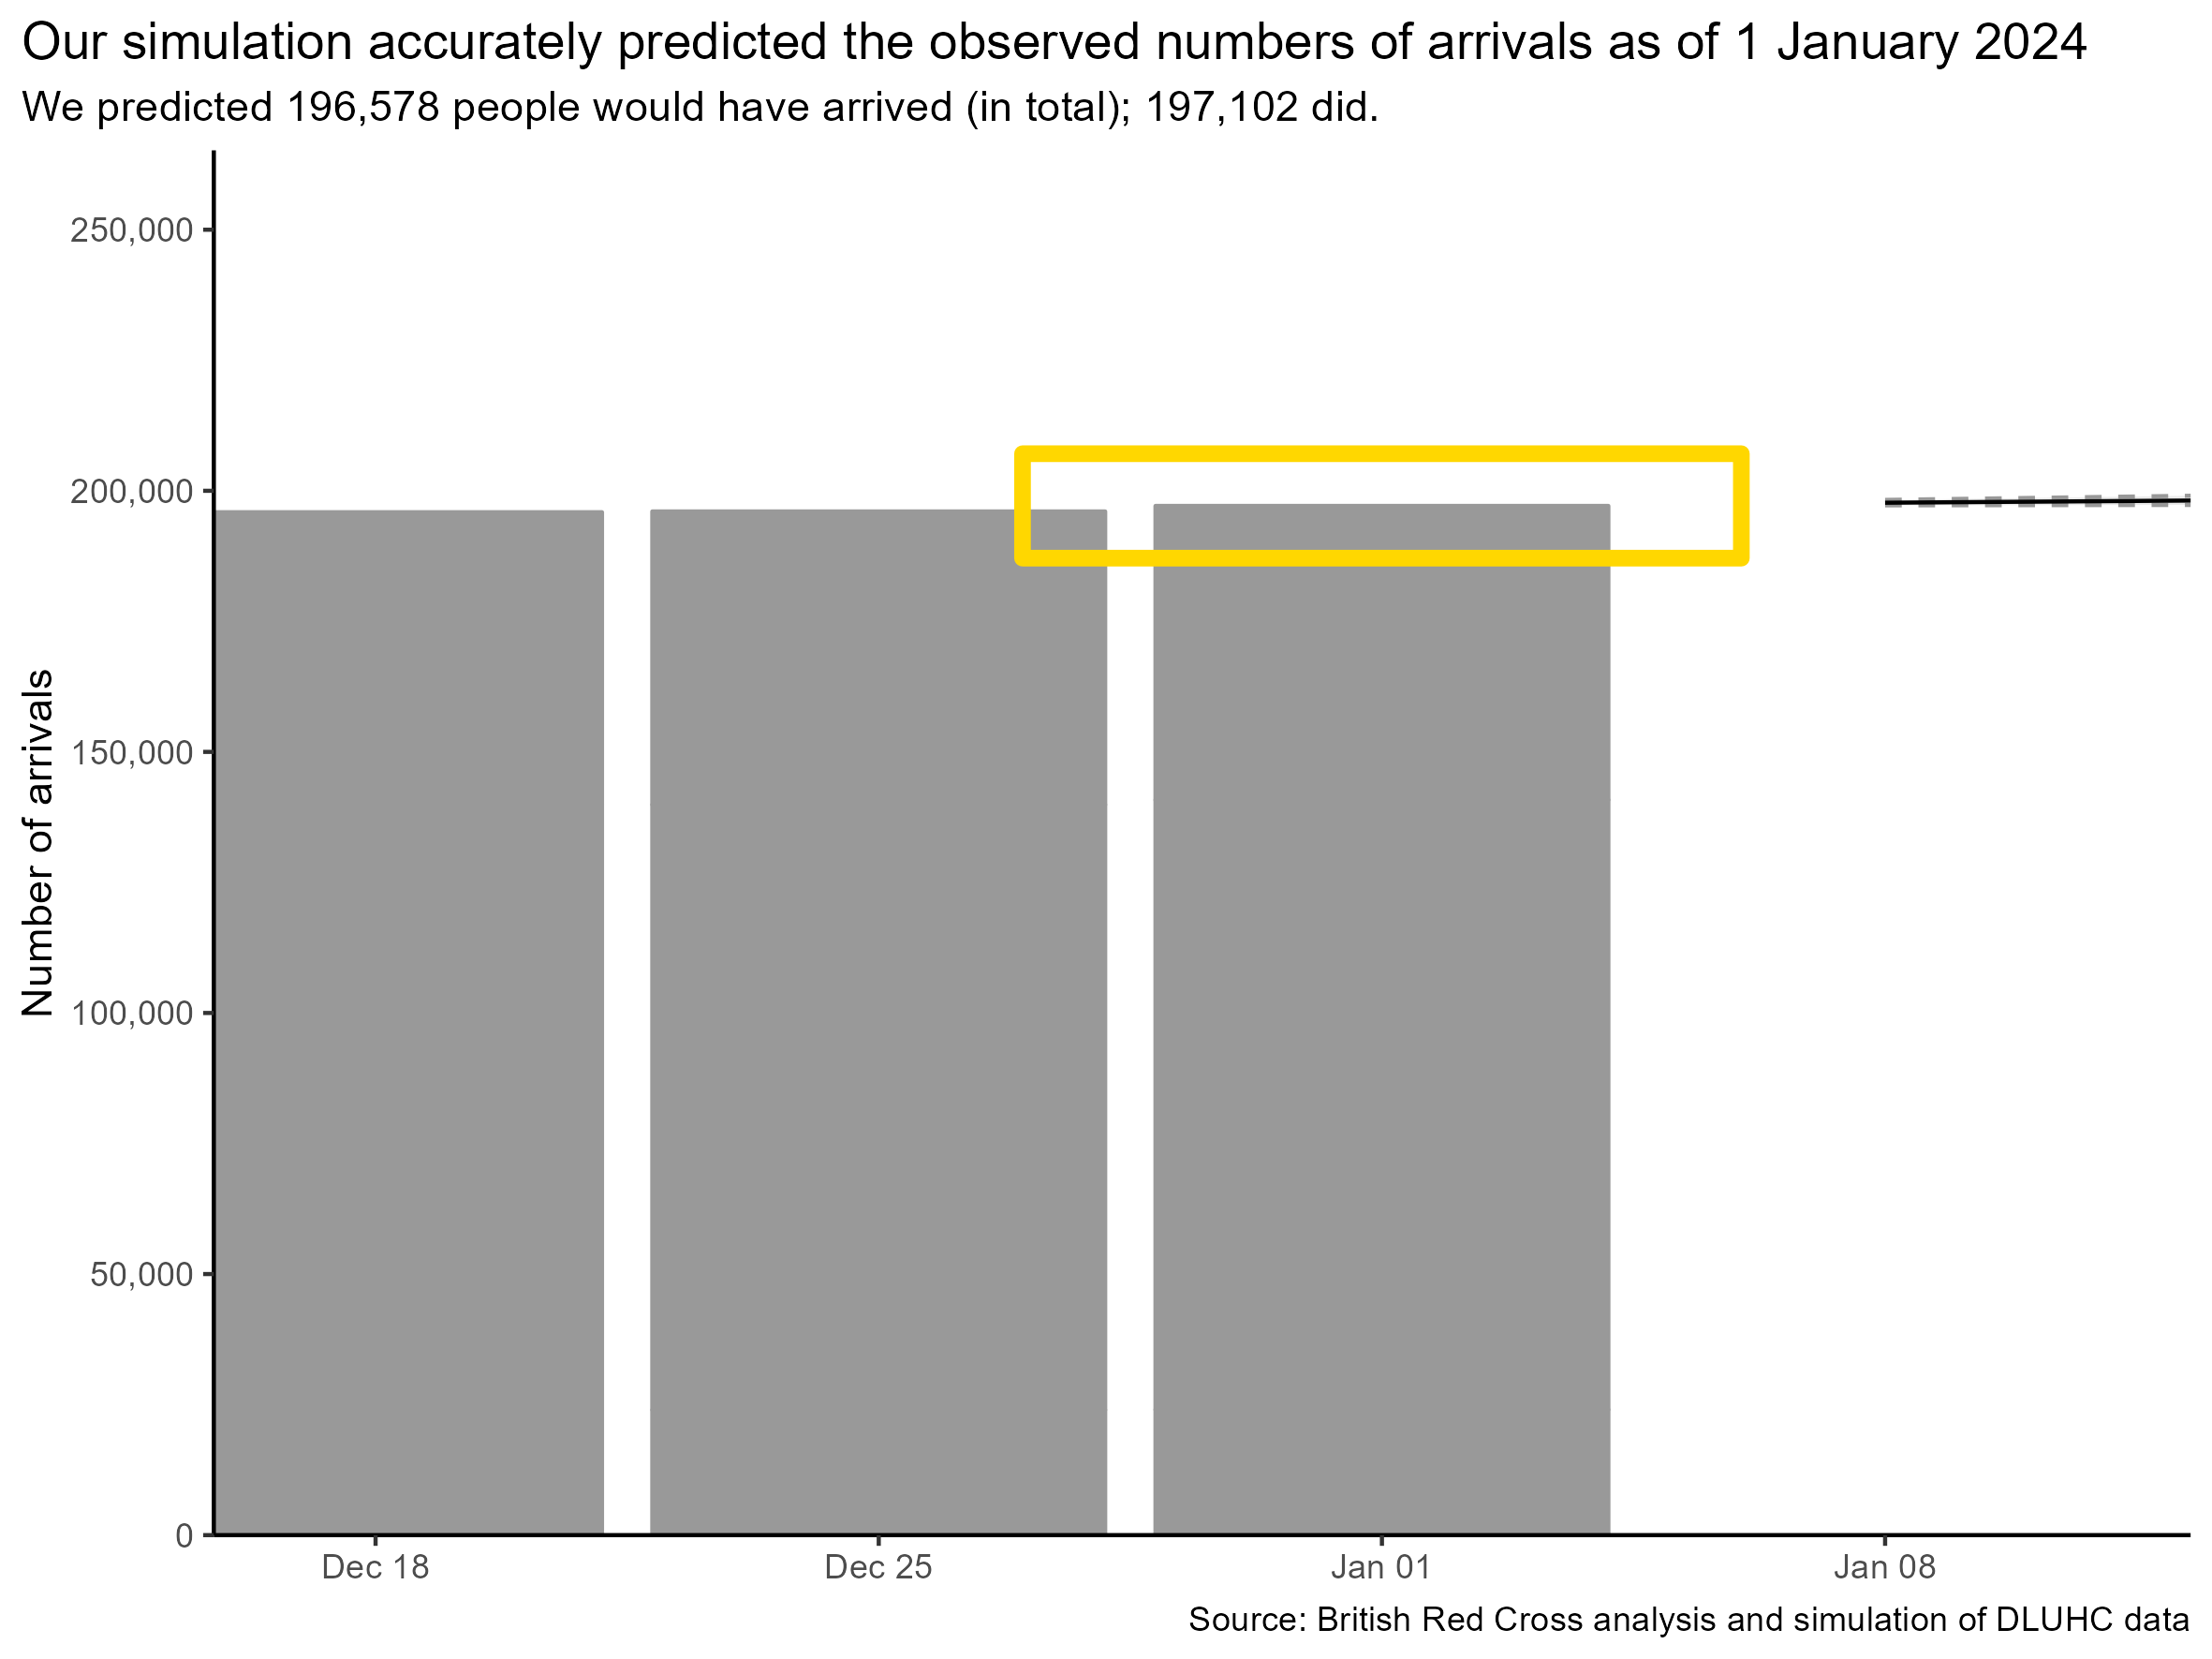 Our simulation accurately predicted the observed numbers of arrivals as of 1 January 2024
We predicted 196,578 people would have arrived (in total); 197,102 did.
Number of arrivals
250,000
200,000
150,000
100,000
50,000
0
Dec 18
Dec 25
Jan 01
Jan 08
Source: British Red Cross analysis and simulation of DLUHC data